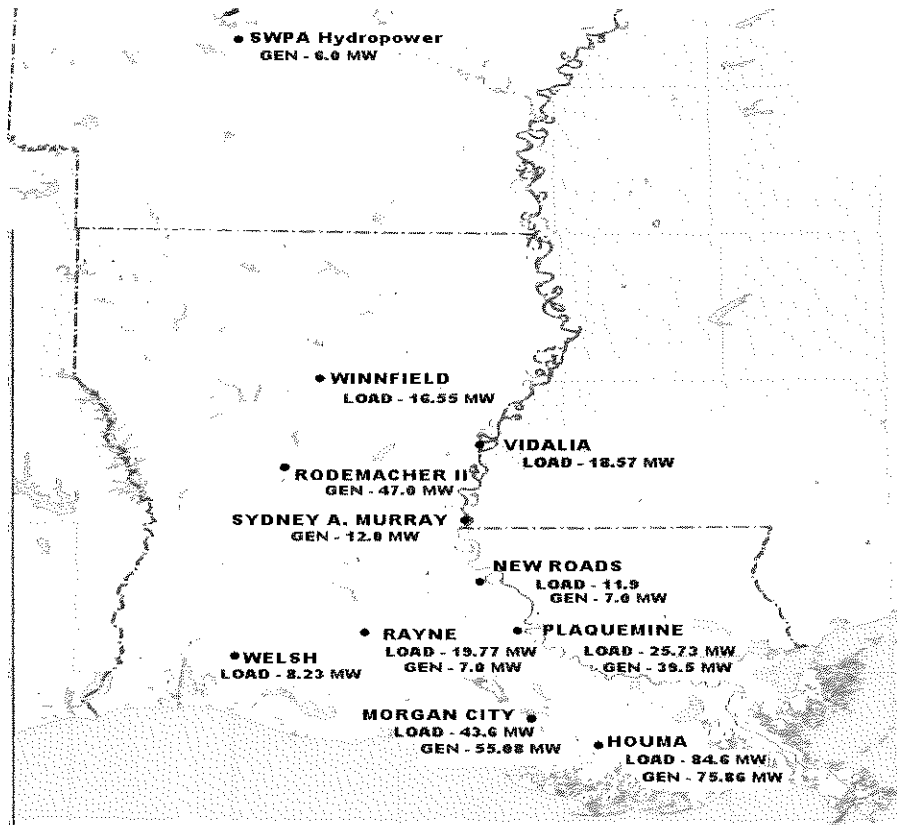 SWPA Hydropower
GEN - 6.0 MW
WINNFIELD
LOAD - 16.55 MW
VIDALIA
LOAD - 18.57 MW
RODEMACHER II
GEN - 47.0 MW
SYDNEY A. MURRAY
GEN - 12.0 MW
NEW ROADS
LOAD - 11.9
GEN - 7.0 MW
RAYNE
LOAD - 19.77 MW
GEN - 7.0 MW
PLAQUEMINE
LOAD - 25.73 MW
GEN - 39.5 MW
WELSH
LOAD - 8.23 MW
MORGAN CITY
LOAD - 43.6 MW
GEN - 55.08 MW
HOUMA
LOAD - 84.6 MW
GEN - 75.86 MW